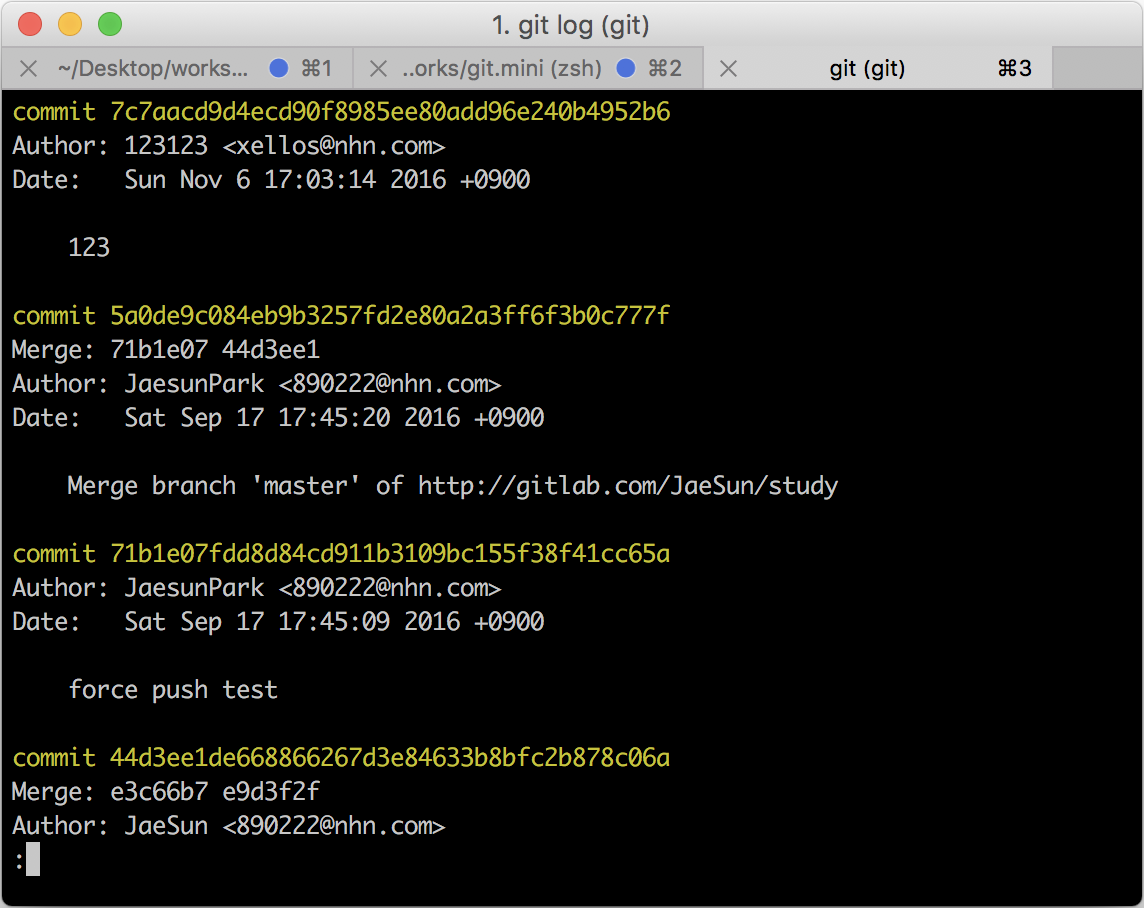 1. git log (git)
~/Desktop/works... ⌘1 ..orks/git.mini (zsh) ⌘2 git (git) ⌘3
commit 7c7aacd9d4ecd90f8985ee80add96e240b4952b6
Author: 123123 <xellos@nhn.com>
Date:   Sun Nov 6 17:03:14 2016 +0900
    123
commit 5a0de9c084eb9b3257fd2e80a2a3ff6f3b0c777f
Merge: 71b1e07 44d3ee1
Author: JaesunPark <890222@nhn.com>
Date:   Sat Sep 17 17:45:20 2016 +0900
    Merge branch 'master' of http://gitlab.com/JaeSun/study
commit 71b1e07fdd8d84cd911b3109bc155f38f41cc65a
Author: JaesunPark <890222@nhn.com>
Date:   Sat Sep 17 17:45:09 2016 +0900
    force push test
commit 44d3ee1de668866267d3e84633b8bfc2b878c06a
Merge: e3c66b7 e9d3f2f
Author: JaeSun <890222@nhn.com>
: